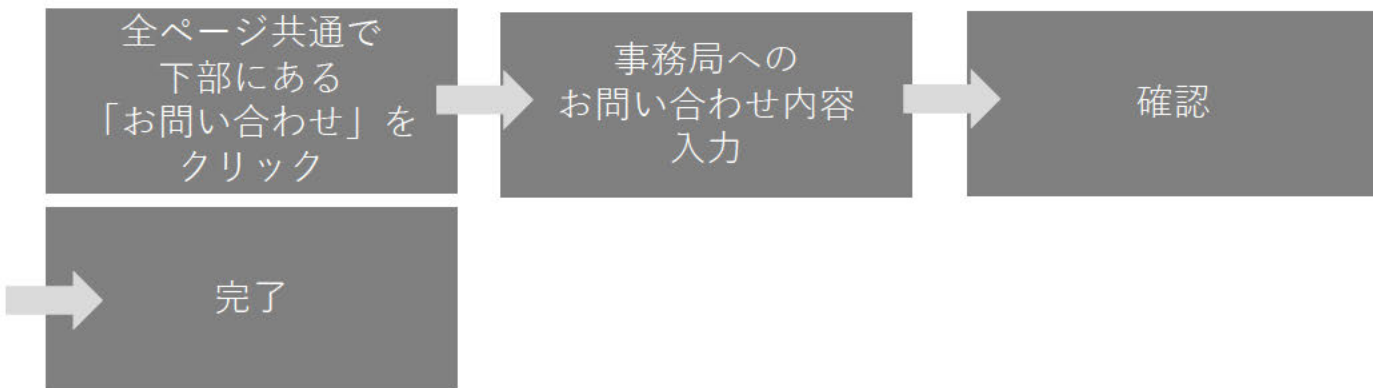 全ページ共通で
下部にある
「お問い合わせ」を
クリック
事務局への
お問い合わせ内容
入力
確認
完了